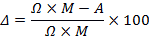 Δ = (Ω × M − A) / (Ω × M) × 100